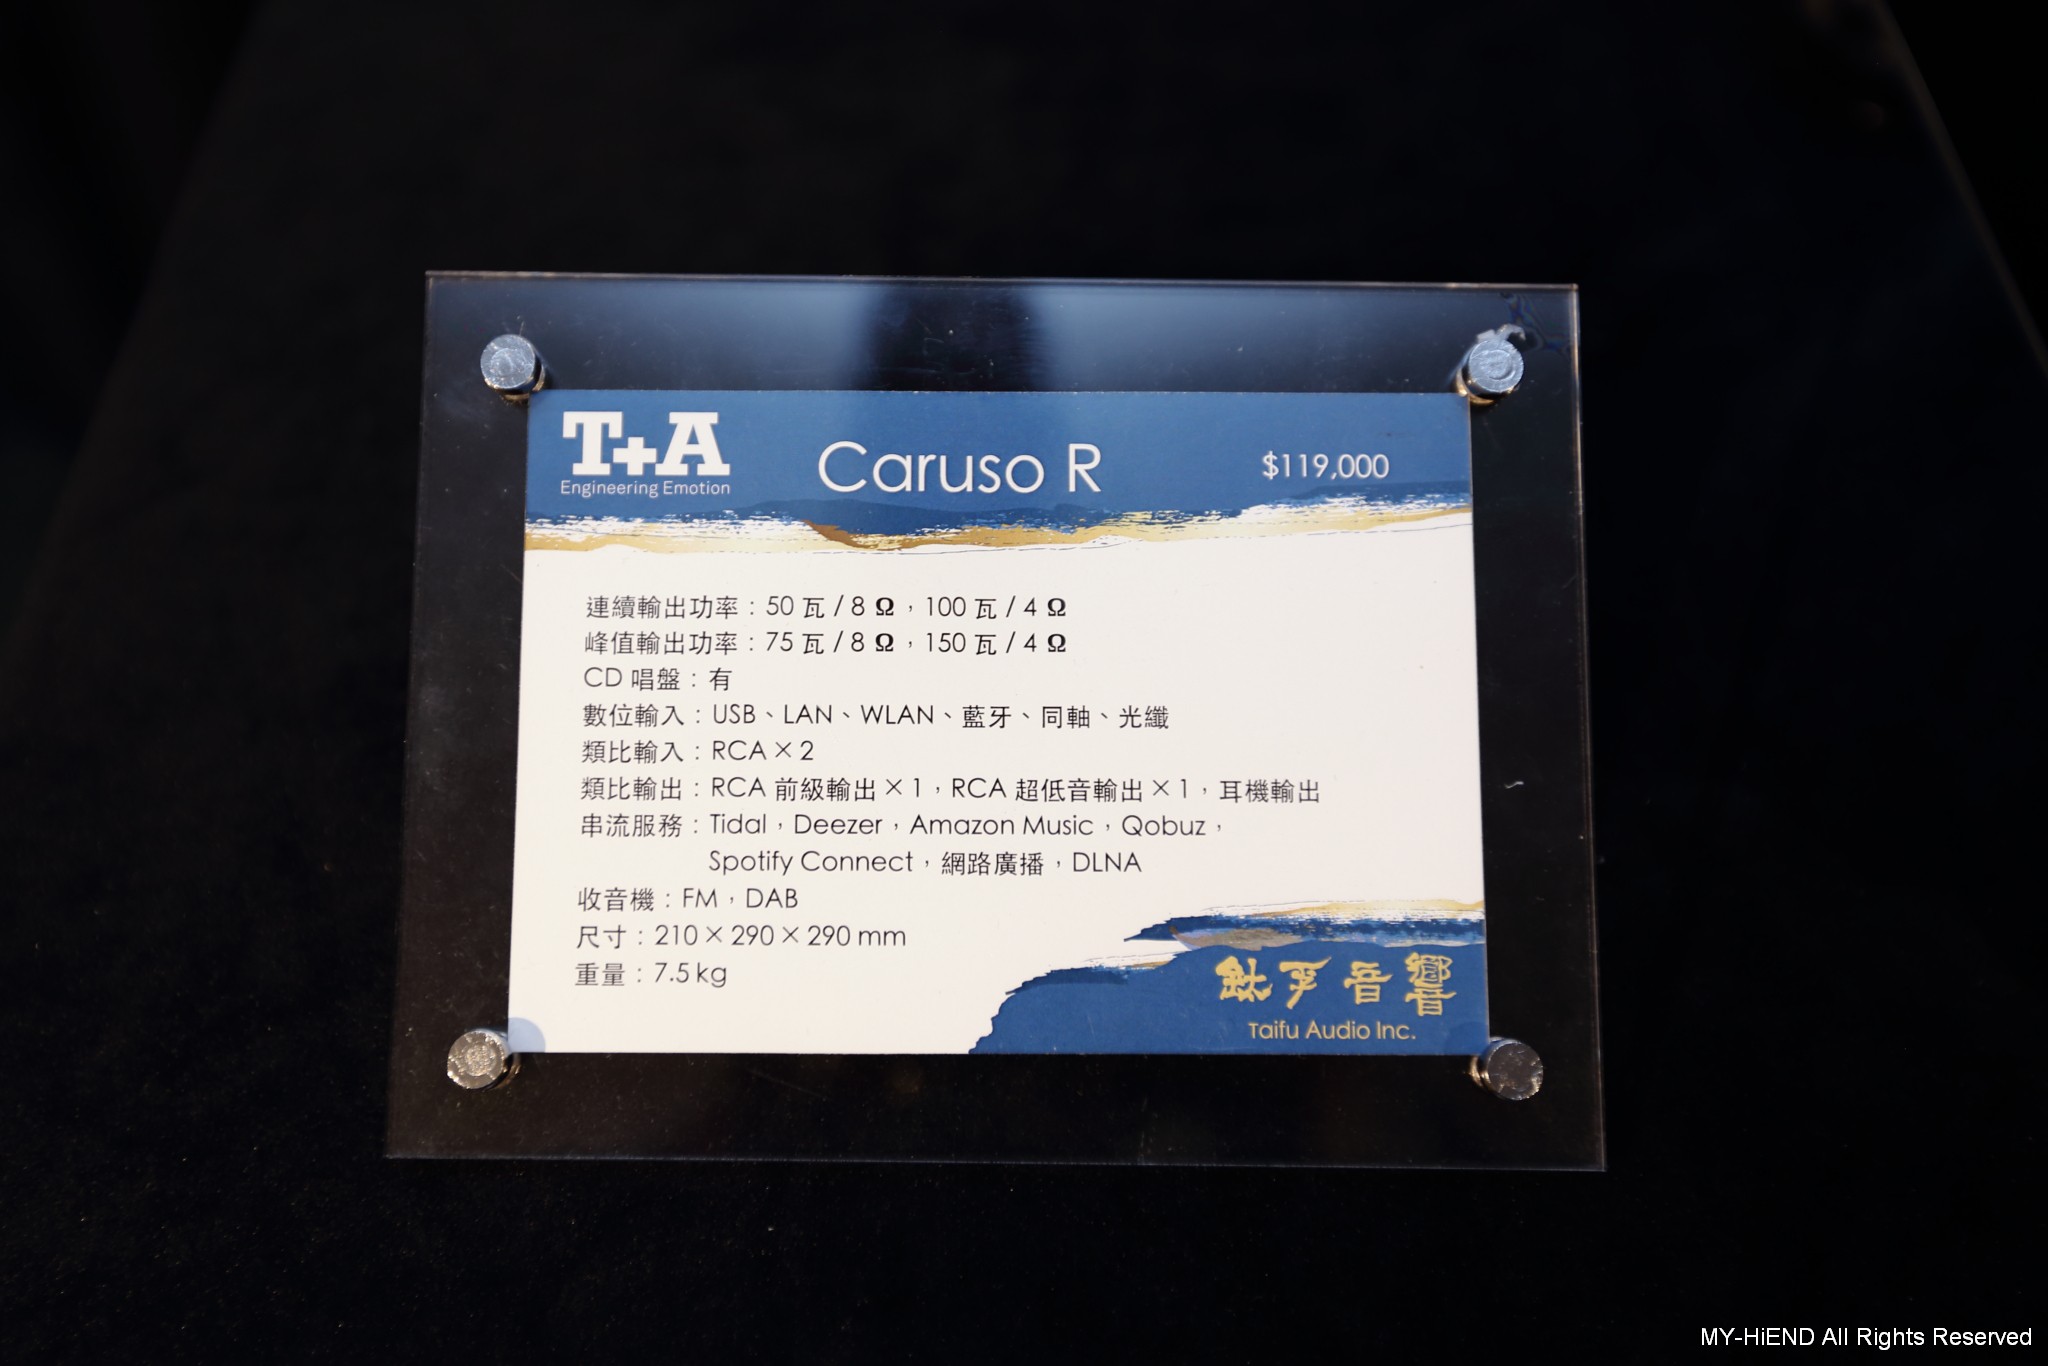 T+A
Engineering Emotion
Caruso R
$119,000
連續輸出功率：50 瓦 / 8 Ω，100 瓦 / 4 Ω
峰值輸出功率：75 瓦 / 8 Ω，150 瓦 / 4 Ω
CD 唱盤：有
數位輸入：USB、LAN、WLAN、藍牙、同軸、光纖
類比輸入：RCA × 2
類比輸出：RCA 前級輸出 × 1，RCA 超低音輸出 × 1，耳機輸出
串流服務：Tidal，Deezer，Amazon Music，Qobuz，
Spotify Connect，網路廣播，DLNA
收音機：FM，DAB
尺寸：210 × 290 × 290 mm
重量：7.5 kg
鈦孚音響
Taifu Audio Inc.
MY-HiEND All Rights Reserved